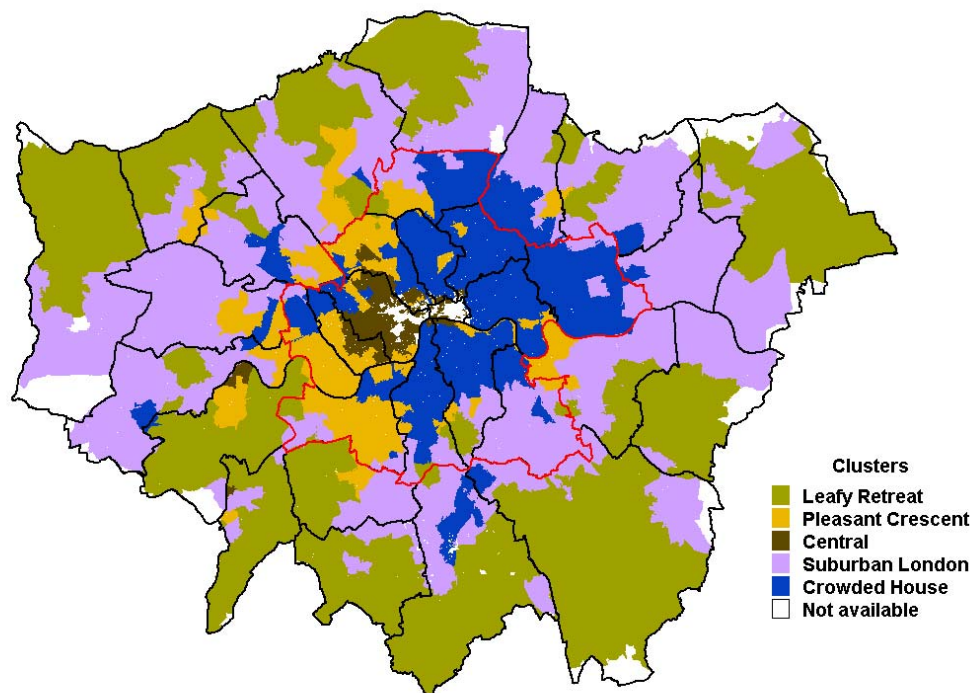 Clusters
Leafy Retreat
Pleasant Crescent
Central
Suburban London
Crowded House
Not available